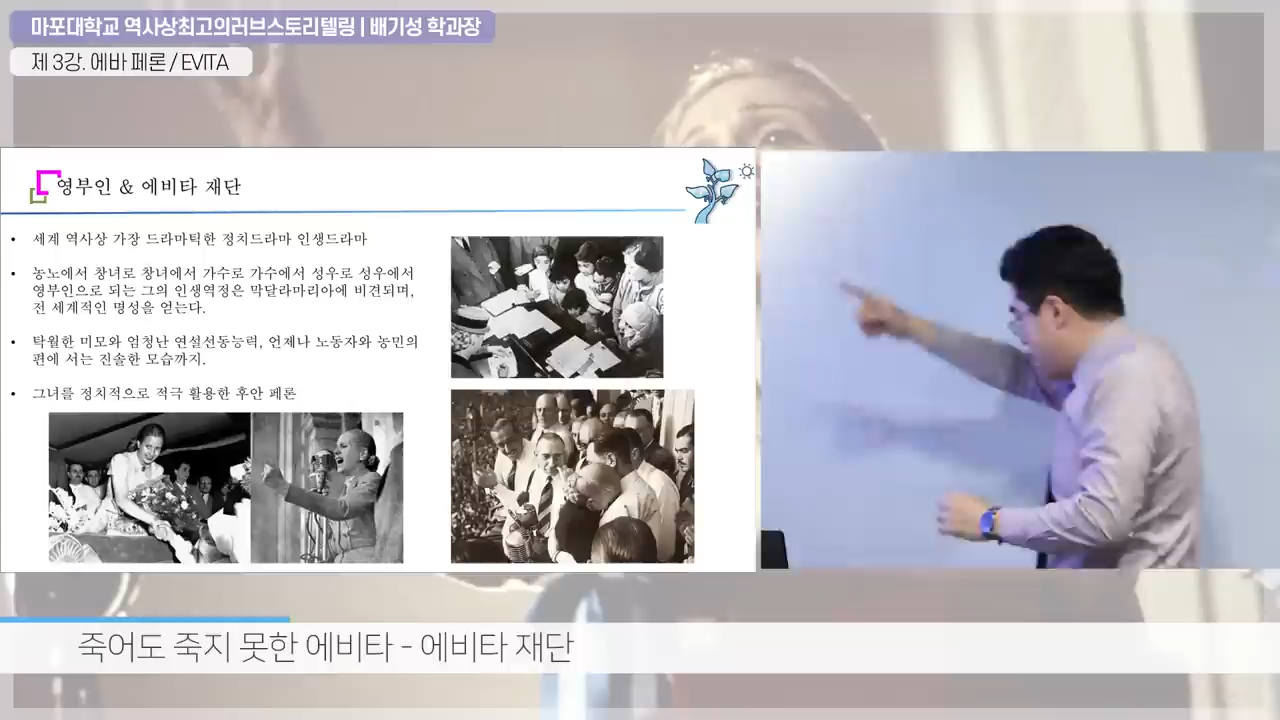 마포대학교 역사상최고의러브스토리텔링 | 배기성 학과장
제 3강. 에바 페론 / EVITA
영부인 & 에비타 재단
• 세계 역사상 가장 드라마틱한 정치드라마 인생드라마
• 농노에서 창녀로 창녀에서 가수로 가수에서 성우로 성우에서
영부인으로 되는 그의 인생역정은 막달라마리아에 비견되며,
전 세계적인 명성을 얻는다.
• 탁월한 미모와 엄청난 연설선동능력, 언제나 노동자와 농민의
편에 서는 진솔한 모습까지.
• 그녀를 정치적으로 적극 활용한 후안 페론
죽어도 죽지 못한 에비타 - 에비타 재단